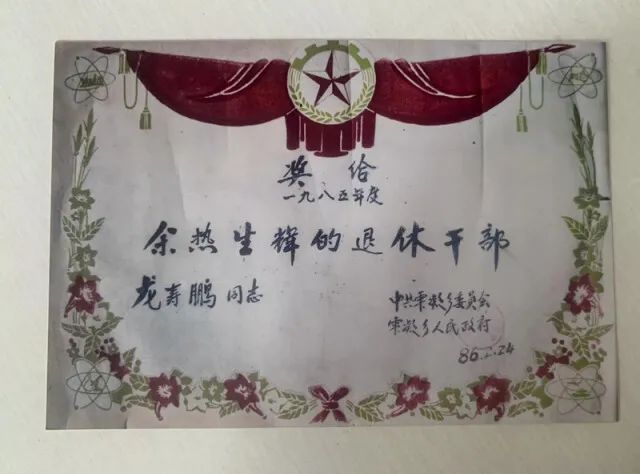 奖给
一九八五年度
余热生辉的退休干部
龙寿鹏同志
中共雫凝乡委员会
雫凝乡人民政府
86.2.24